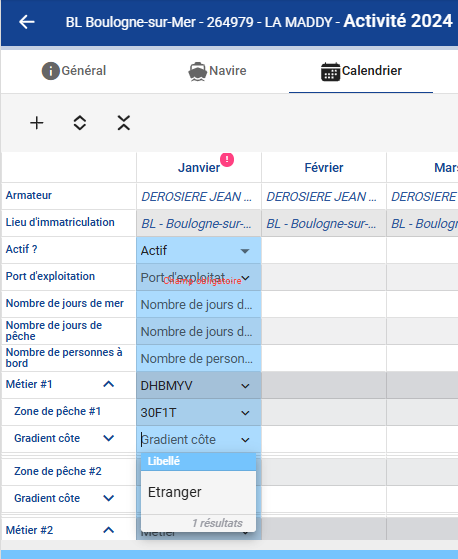 BL Boulogne-sur-Mer - 264979 - LA MADDY - Activité 2024
Général Navire Calendrier
Janvier ! Février Mars
Armateur DEROSIERE JEAN ... DEROSIERE JEAN ... DEROSIERE
Lieu d'immatriculation BL - Boulogne-sur-... BL - Boulogne-sur-... BL - Boulogn
Actif ? Actif
Port d'exploitation Port d'exploitat...
Champ obligatoire
Nombre de jours de mer Nombre de jours d...
Nombre de jours de pêche Nombre de jours d...
Nombre de personnes à bord Nombre de person...
Métier #1 DHBMYV
Zone de pêche #1 30F1T
Gradient côte Gradient côte
Libellé
Zone de pêche #2
Etranger
Gradient côte
1 résultats
Métier #2 Métier